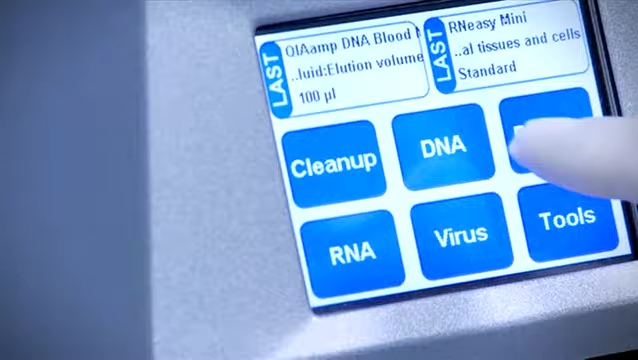 LAST
QIAamp DNA Blood
..luid:Elution volume
100 µl
LAST
RNeasy Mini
..al tissues and cells
Standard
Cleanup
DNA
RNA
Virus
Tools